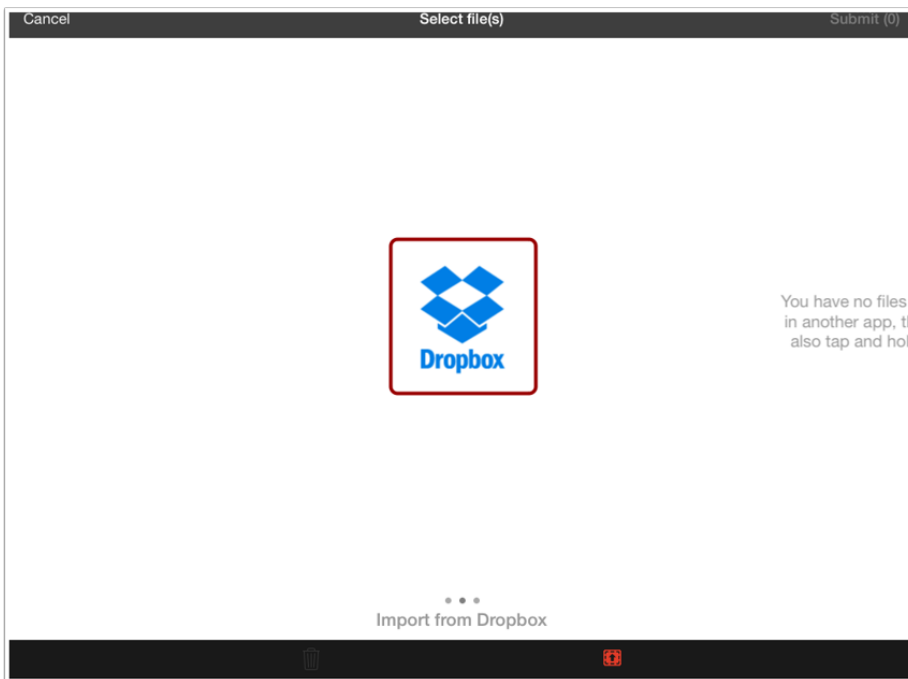 Cancel
Select file(s)
Submit (0)
Dropbox
You have no files
in another app,
also tap and
Import from Dropbox